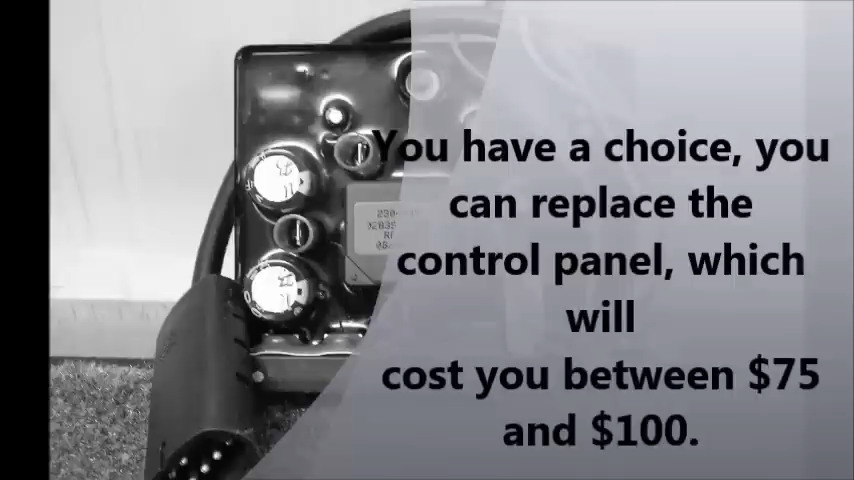 You have a choice, you
can replace the
control panel, which
will
cost you between $75
and $100.